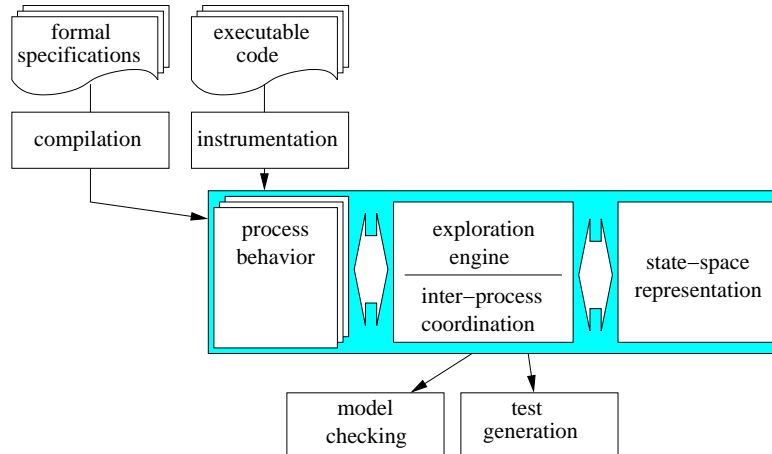 formal
specifications
executable
code
compilation
instrumentation
process
behavior
exploration
engine
inter−process
coordination
state−space
representation
model
checking
test
generation